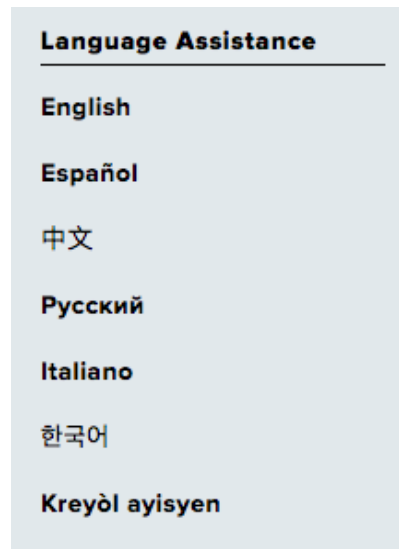 Language Assistance
English
Español
中文
Русский
Italiano
한국어
Kreyòl ayisyen